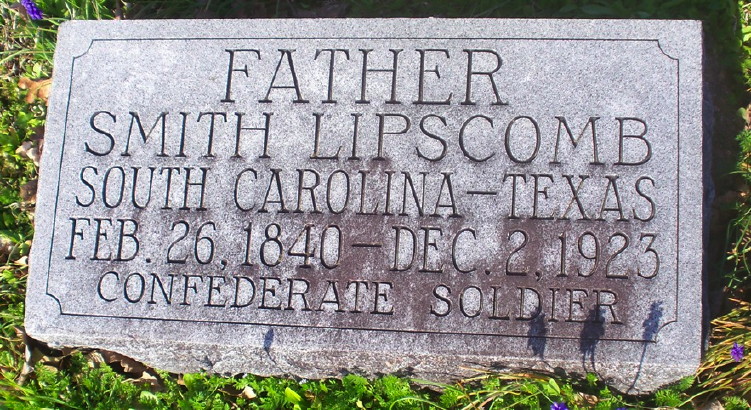 FATHER
SMITH LIPSCOMB
SOUTH CAROLINA—TEXAS
FEB. 26, 1840—DEC. 2, 1923
CONFEDERATE SOLDIER